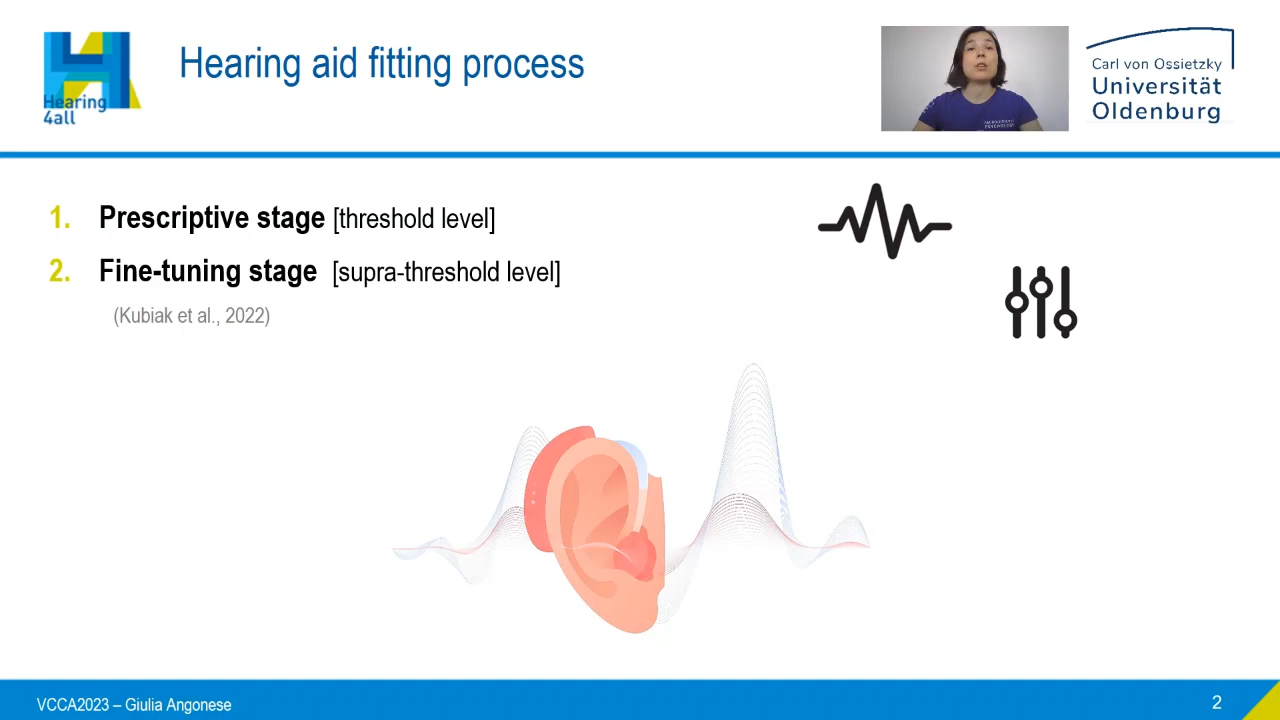 Hearing aid fitting process
Hearing
4all
Carl von Ossietzky
Universität
Oldenburg
1. Prescriptive stage [threshold level]
2. Fine-tuning stage [supra-threshold level]
(Kubiak et al., 2022)
VCCA2023 – Giulia Angonese
2